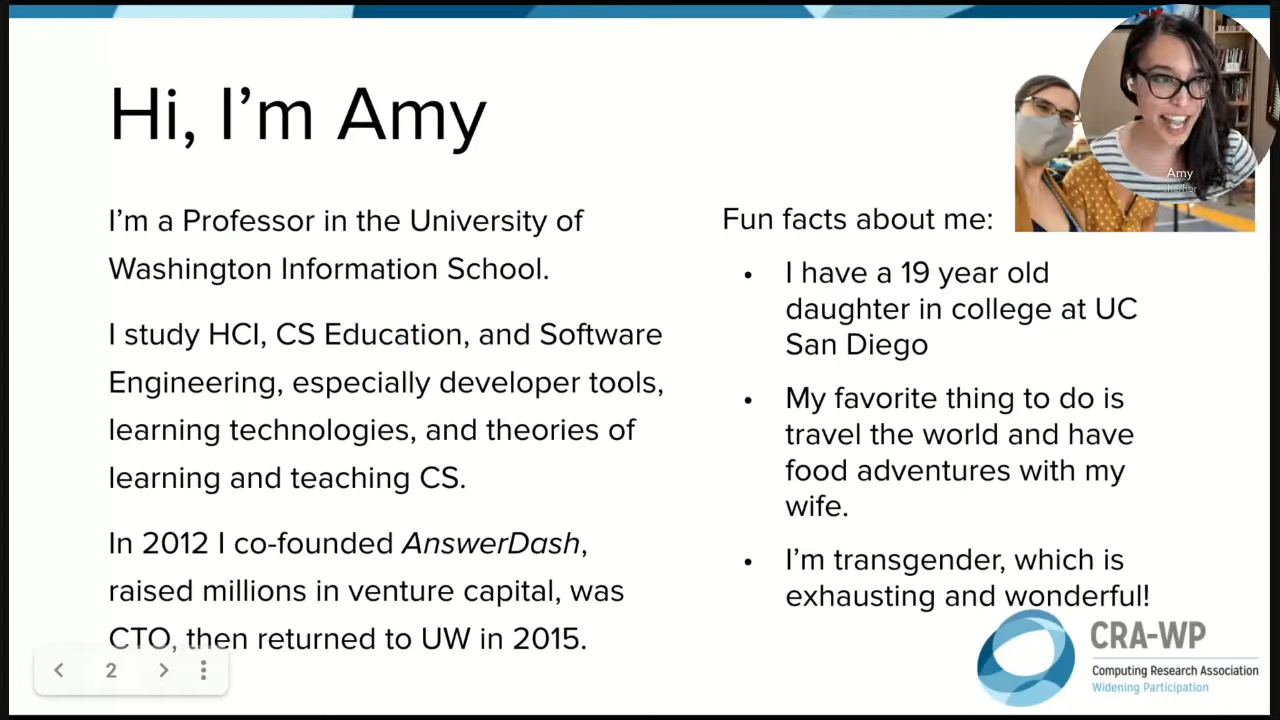 Hi, I'm Amy
I'm a Professor in the University of
Washington Information School.
I study HCI, CS Education, and Software
Engineering, especially developer tools,
learning technologies, and theories of
learning and teaching CS.
In 2012 I co-founded AnswerDash,
raised millions in venture capital, was
CTO, then returned to UW in 2015.
Fun facts about me:
• I have a 19 year old
daughter in college at UC
San Diego
• My favorite thing to do is
travel the world and have
food adventures with my
wife.
• I'm transgender, which is
exhausting and wonderful!
Amy
she/her
2
CRA-WP
Computing Research Association
Widening Participation